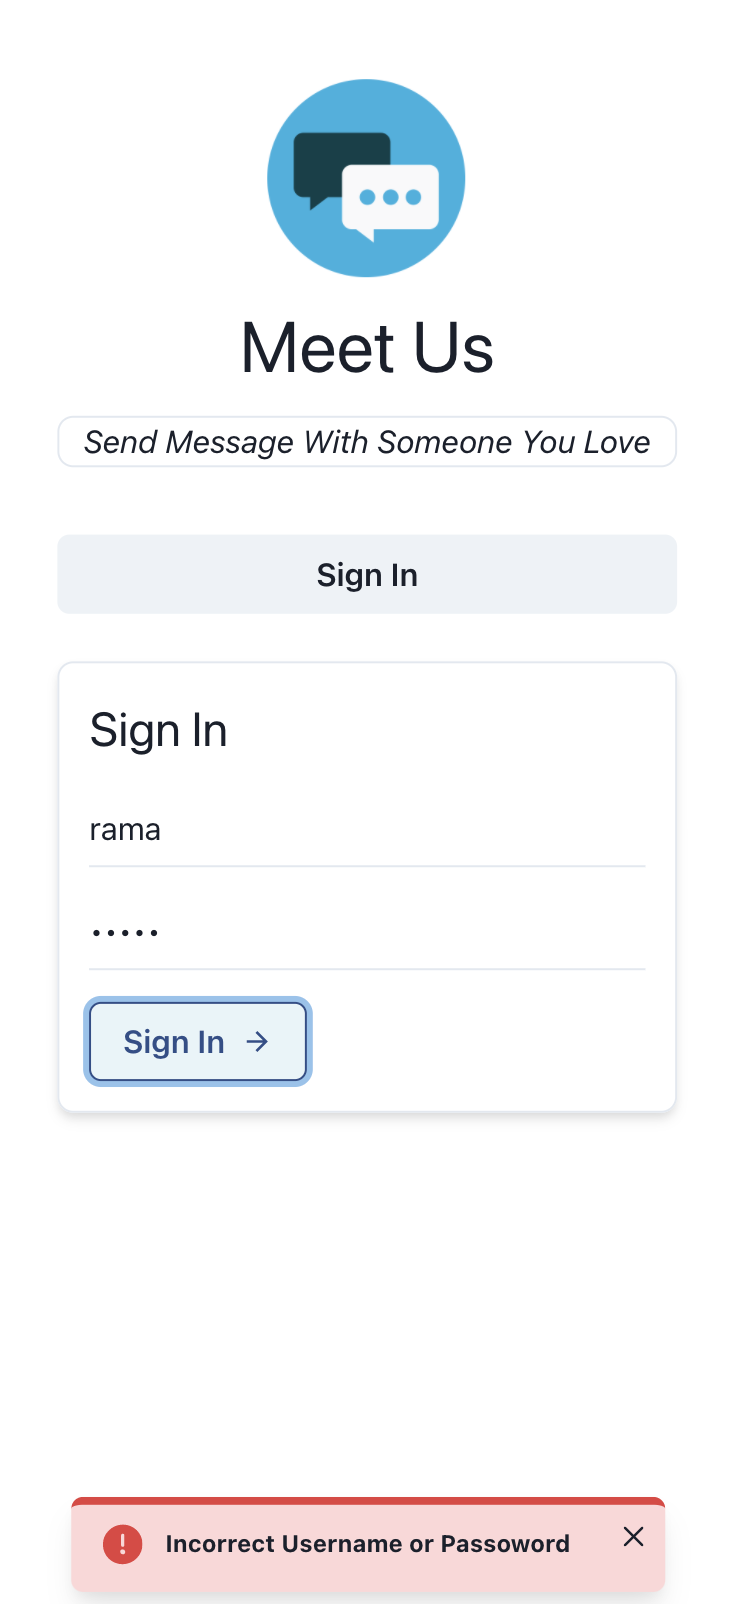 Meet Us
Send Message With Someone You Love
Sign In
Sign In
rama
•••••
Sign In →
Incorrect Username or Passoword